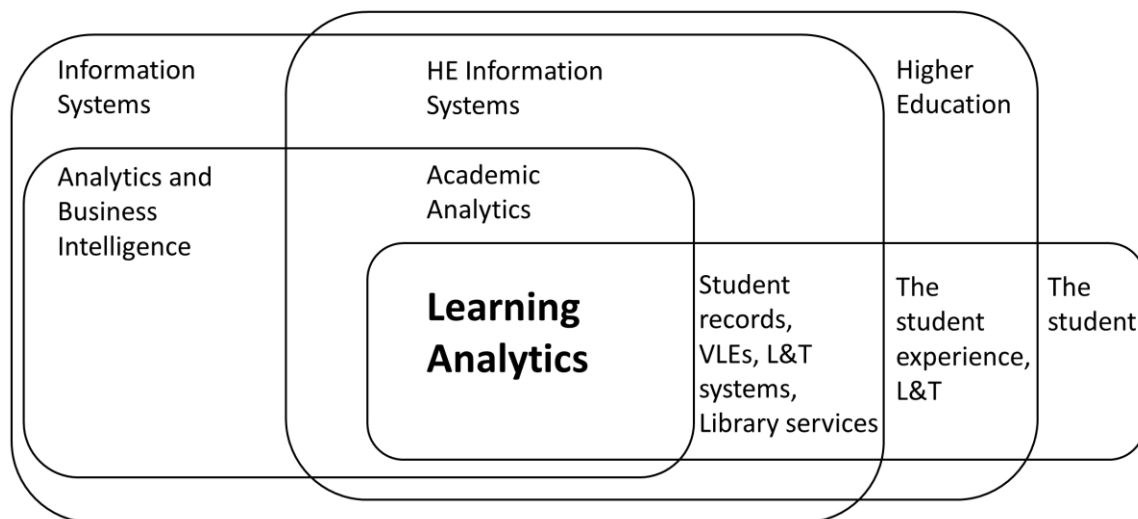 Information
Systems
HE Information
Systems
Higher
Education
Analytics and
Business
Intelligence
Academic
Analytics
Learning
Analytics
Student
records,
VLEs, L&T
systems,
Library services
The
student
experience,
L&T
The
student